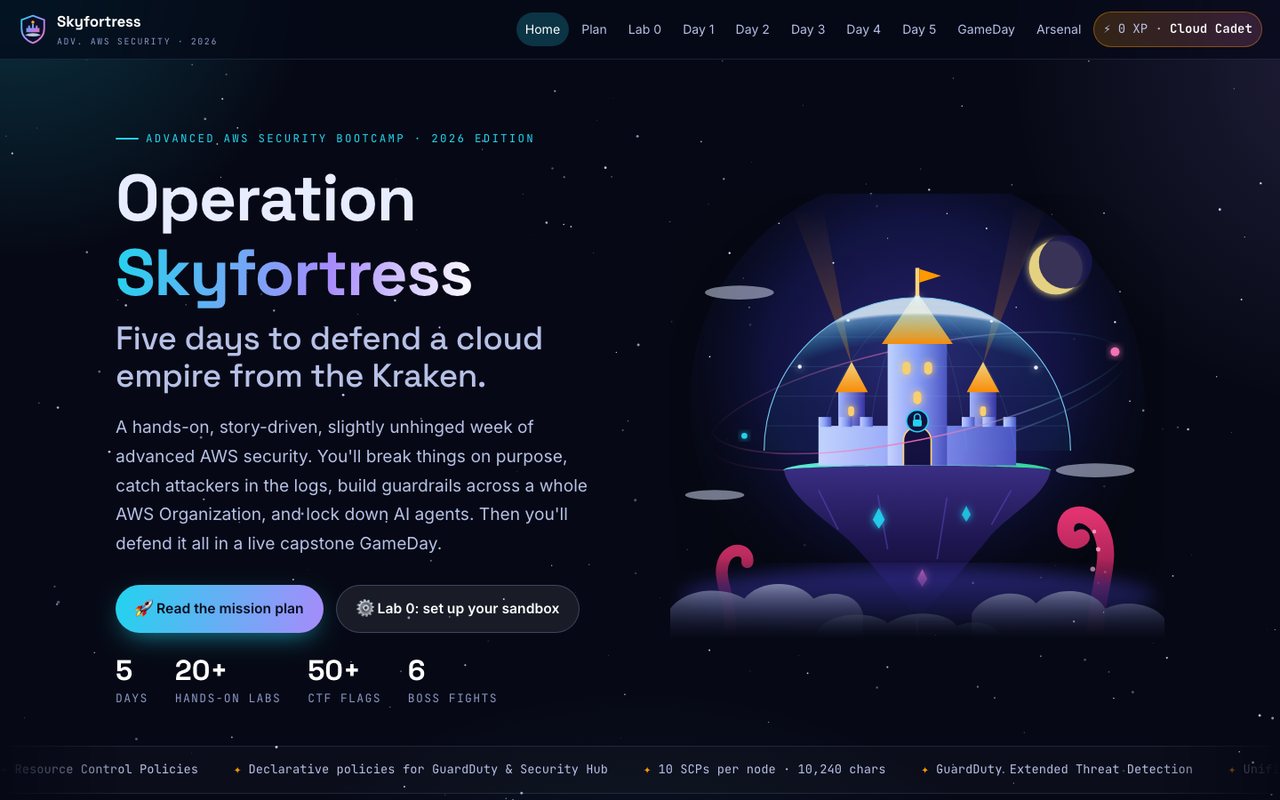 Skyfortress
ADV. AWS SECURITY · 2026
Home Plan Lab 0 Day 1 Day 2 Day 3 Day 4 Day 5 GameDay Arsenal ⚡ 0 XP · Cloud Cadet
ADVANCED AWS SECURITY BOOTCAMP · 2026 EDITION
Operation
Skyfortress
Five days to defend a cloud
empire from the Kraken.
A hands-on, story-driven, slightly unhinged week of
advanced AWS security. You'll break things on purpose,
catch attackers in the logs, build guardrails across a whole
AWS Organization, and lock down AI agents. Then you'll
defend it all in a live capstone GameDay.
🚀 Read the mission plan ⚙️ Lab 0: set up your sandbox
5 20+ 50+ 6
DAYS HANDS-ON LABS CTF FLAGS BOSS FIGHTS
Resource Control Policies ✦ Declarative policies for GuardDuty & Security Hub ✦ 10 SCPs per node · 10,240 chars ✦ GuardDuty Extended Threat Detection ✦